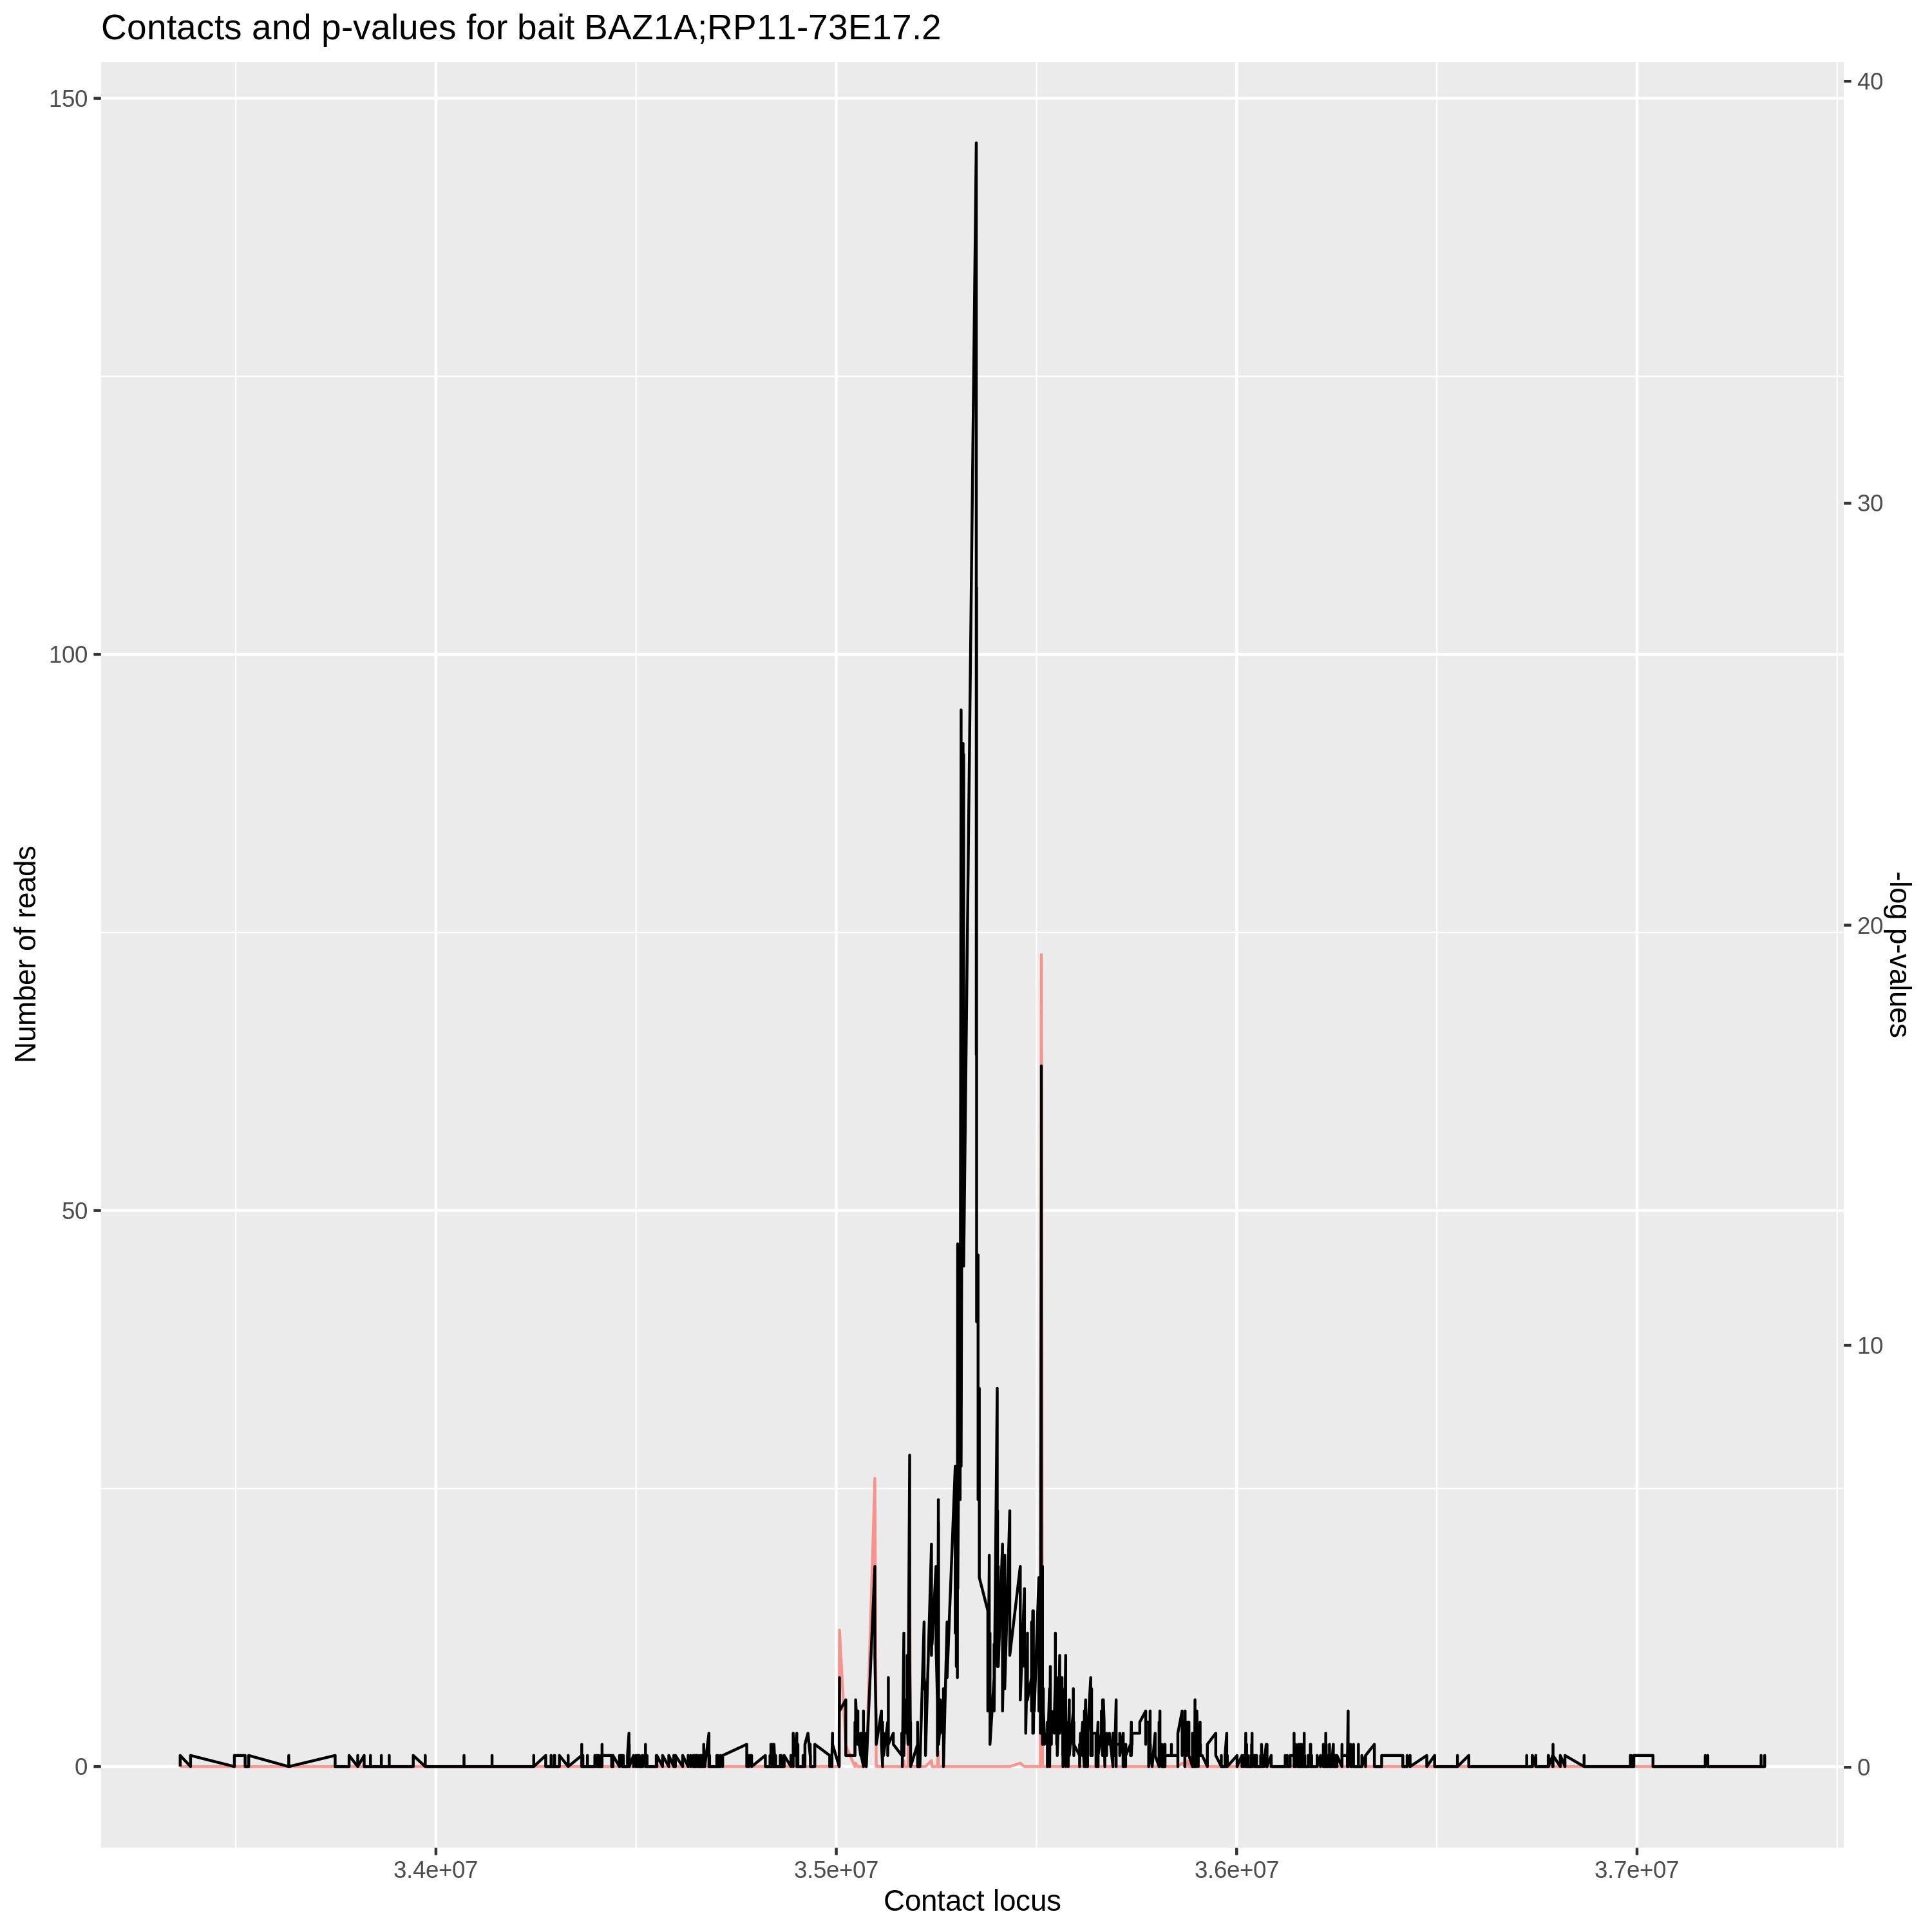 Contacts and p-values for bait BAZ1A;RP11-73E17.2
150
100
50
0
Number of reads
40
30
20
10
0
-log p-values
3.4e+07
3.5e+07
3.6e+07
3.7e+07
Contact locus